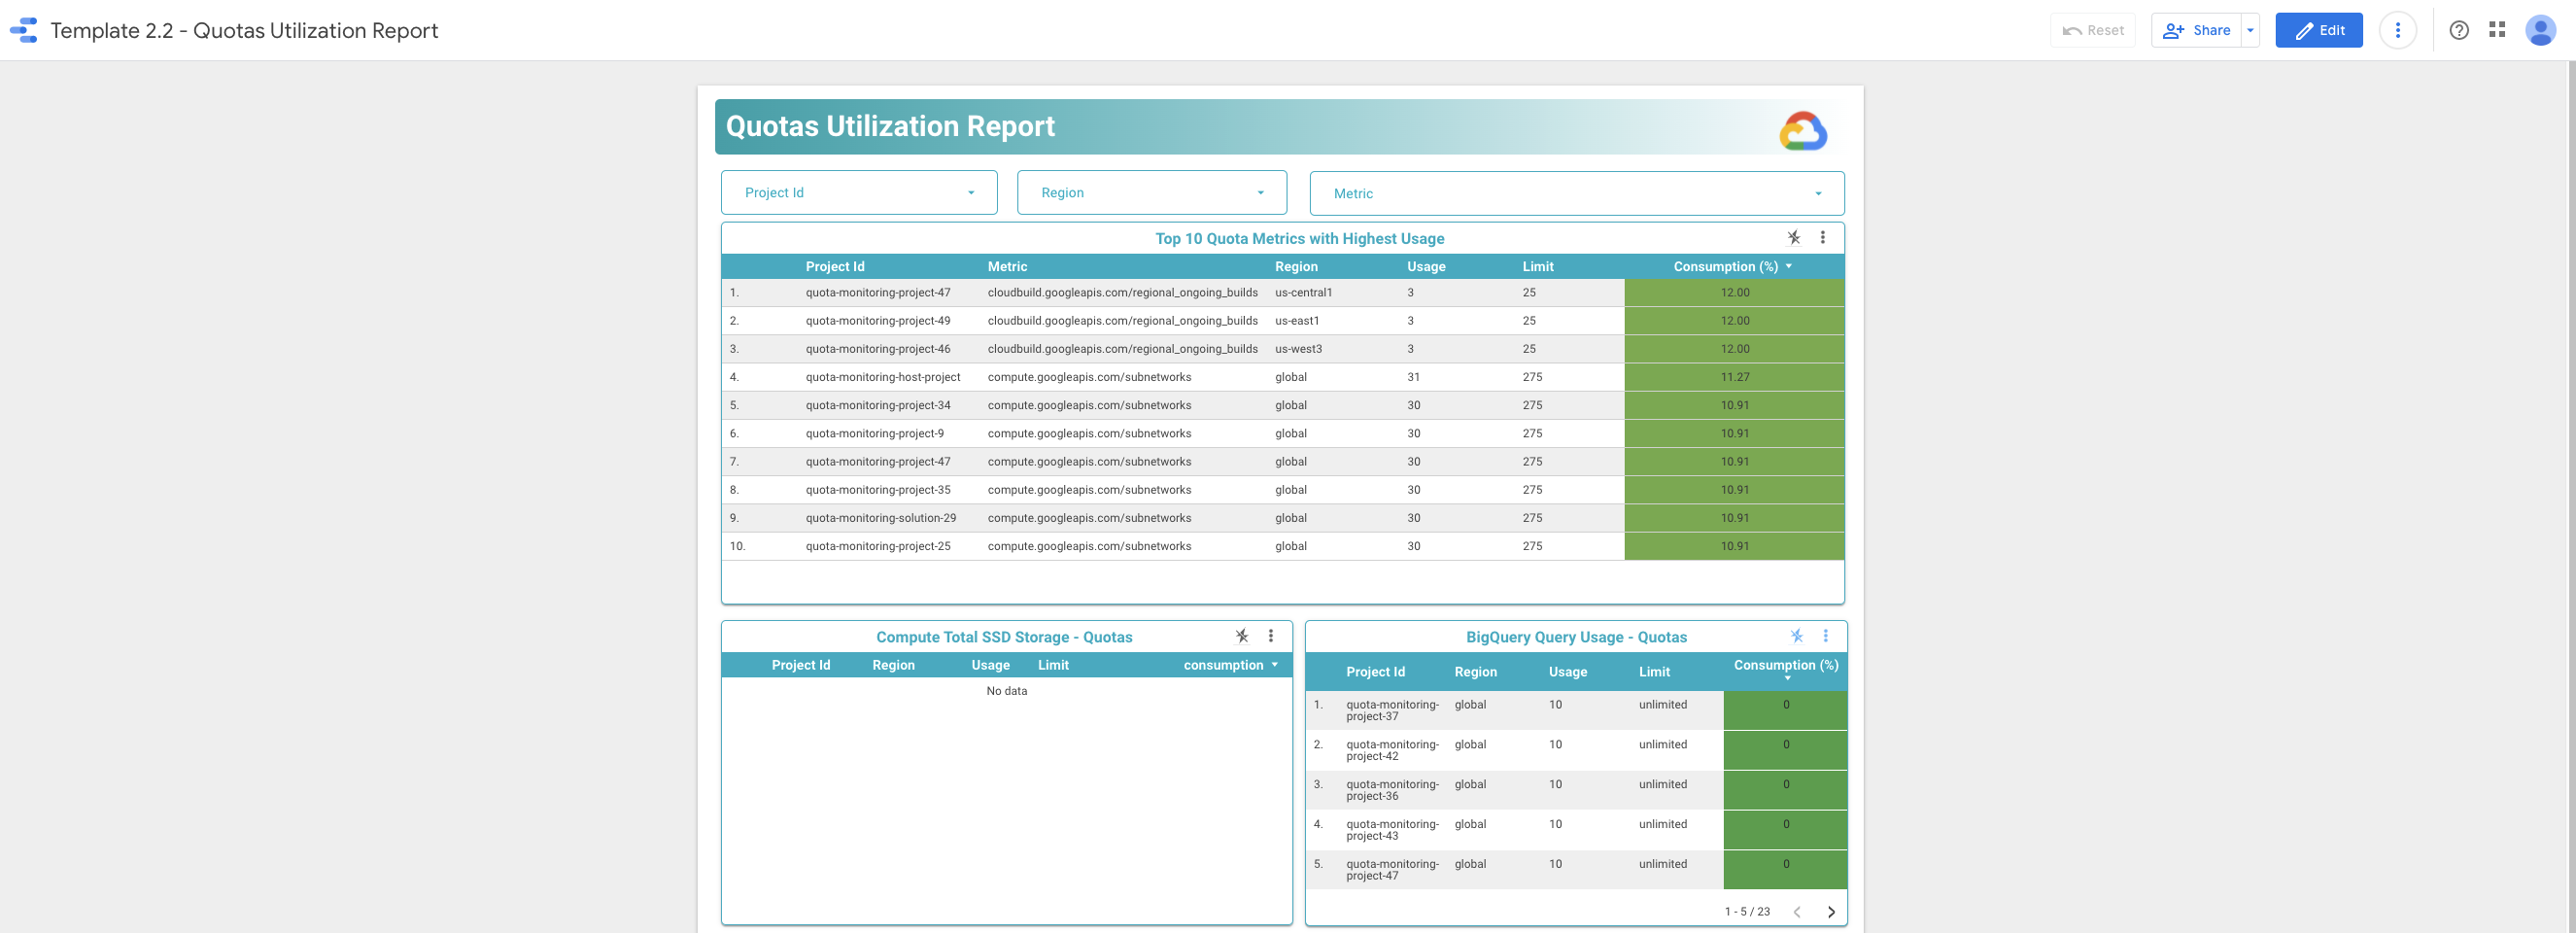 Template 2.2 - Quotas Utilization Report
Reset
Share
Edit
Quotas Utilization Report
Project Id
Region
Metric
Top 10 Quota Metrics with Highest Usage
Project Id Metric Region Usage Limit Consumption (%)
1. quota-monitoring-project-47 cloudbuild.googleapis.com/regional_ongoing_builds us-central1 3 25 12.00
2. quota-monitoring-project-49 cloudbuild.googleapis.com/regional_ongoing_builds us-east1 3 25 12.00
3. quota-monitoring-project-46 cloudbuild.googleapis.com/regional_ongoing_builds us-west3 3 25 12.00
4. quota-monitoring-host-project compute.googleapis.com/subnetworks global 31 275 11.27
5. quota-monitoring-project-34 compute.googleapis.com/subnetworks global 30 275 10.91
6. quota-monitoring-project-9 compute.googleapis.com/subnetworks global 30 275 10.91
7. quota-monitoring-project-47 compute.googleapis.com/subnetworks global 30 275 10.91
8. quota-monitoring-project-35 compute.googleapis.com/subnetworks global 30 275 10.91
9. quota-monitoring-solution-29 compute.googleapis.com/subnetworks global 30 275 10.91
10. quota-monitoring-project-25 compute.googleapis.com/subnetworks global 30 275 10.91
Compute Total SSD Storage - Quotas
Project Id Region Usage Limit consumption
No data
BigQuery Query Usage - Quotas
Project Id Region Usage Limit Consumption (%)
1. quota-monitoring- global 10 unlimited 0
project-37
2. quota-monitoring- global 10 unlimited 0
project-42
3. quota-monitoring- global 10 unlimited 0
project-36
4. quota-monitoring- global 10 unlimited 0
project-43
5. quota-monitoring- global 10 unlimited 0
project-47
1 - 5 / 23